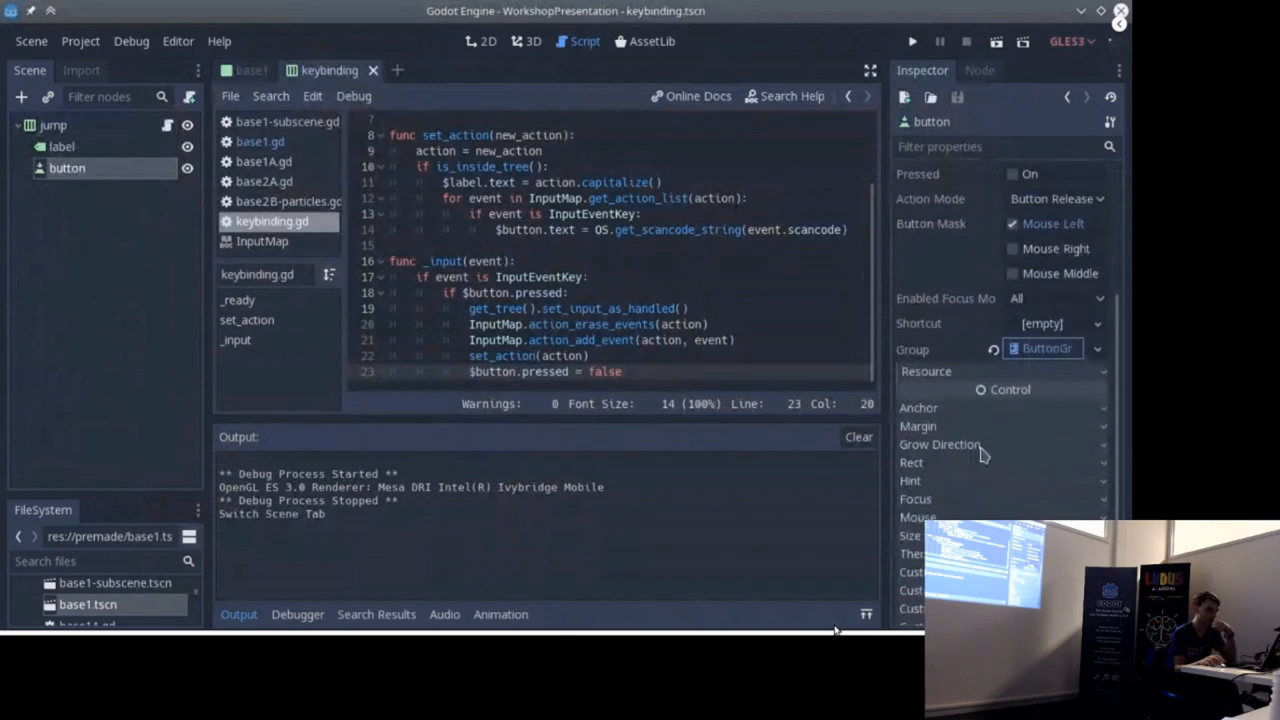 Godot Engine - WorkshopPresentation - keybinding.tscn
Scene Project Debug Editor Help
2D 3D Script AssetLib
GLES3
Scene Import
Filter nodes
jump
label
button
FileSystem
res://premade/base1.ts
Search files
base1-subscene.tscn
base1.tscn
base1A.gd
base1 keybinding
File Search Edit Debug
Online Docs Search Help
base1-subscene.gd
base1.gd
base1A.gd
base2A.gd
base2B-particles.gd
keybinding.gd
InputMap
keybinding.gd
_ready
set_action
_input
7
8 func set_action(new_action):
9 action = new_action
10 if is_inside_tree():
11 $label.text = action.capitalize()
12 for event in InputMap.get_action_list(action):
13 if event is InputEventKey:
14 $button.text = OS.get_scancode_string(event.scancode)
15
16 func _input(event):
17 if event is InputEventKey:
18 if $button.pressed:
19 get_tree().set_input_as_handled()
20 InputMap.action_erase_events(action)
21 InputMap.action_add_event(action, event)
22 set_action(action)
23 $button.pressed = false
Warnings: 0 Font Size: 14 (100%) Line: 23 Col: 20
Output: Clear
** Debug Process Started **
OpenGL ES 3.0 Renderer: Mesa DRI Intel(R) Ivybridge Mobile
** Debug Process Stopped **
Switch Scene Tab
Output Debugger Search Results Audio Animation
Inspector Node
button
Filter properties
Pressed On
Action Mode Button Release
Button Mask Mouse Left
Mouse Right
Mouse Middle
Enabled Focus Mo All
Shortcut [empty]
Group ButtonGr
Resource
Control
Anchor
Margin
Grow Direction
Rect
Hint
Focus
Mouse
Size
Ther
Cust
Cust
Cust
GODOT
LUDUS